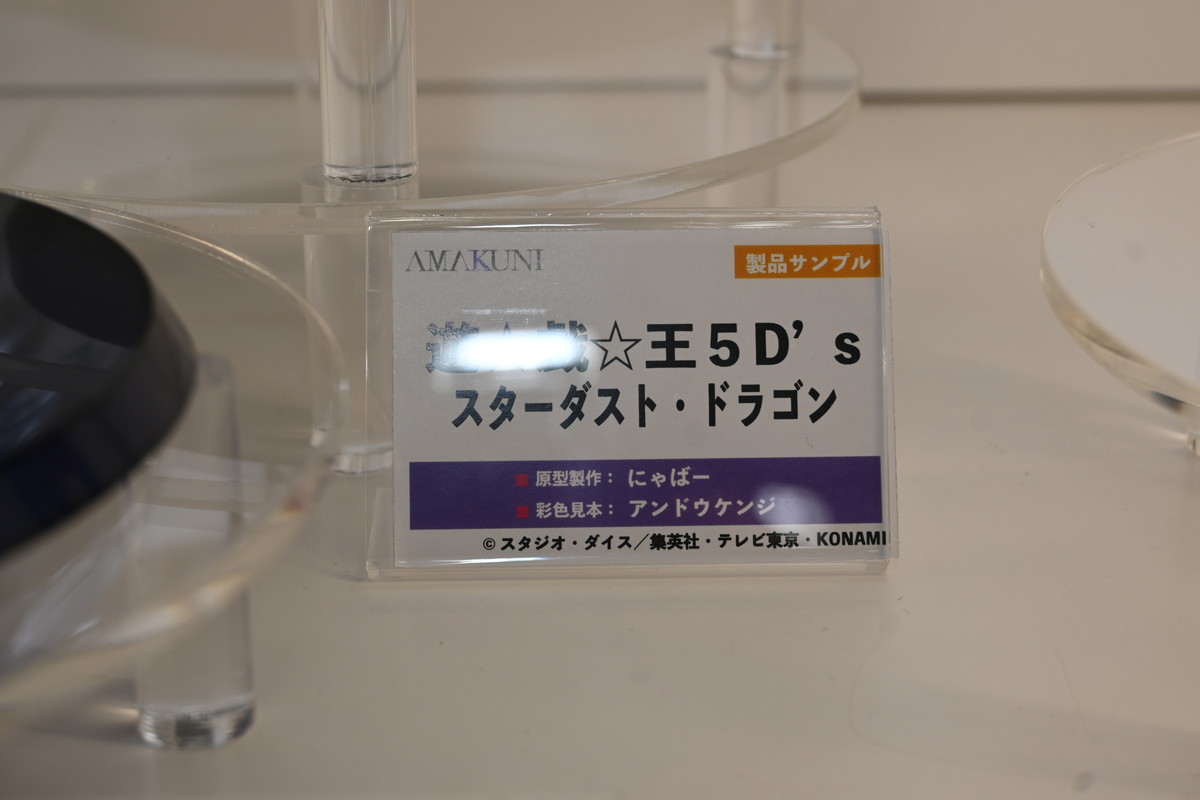 AMAKUNI
製品サンプル
遊☆戯☆王5D's
スターダスト・ドラゴン
■原型製作：にゃばー
■彩色見本：アンドウケンジ
©スタジオ・ダイス／集英社・テレビ東京・KONAMI